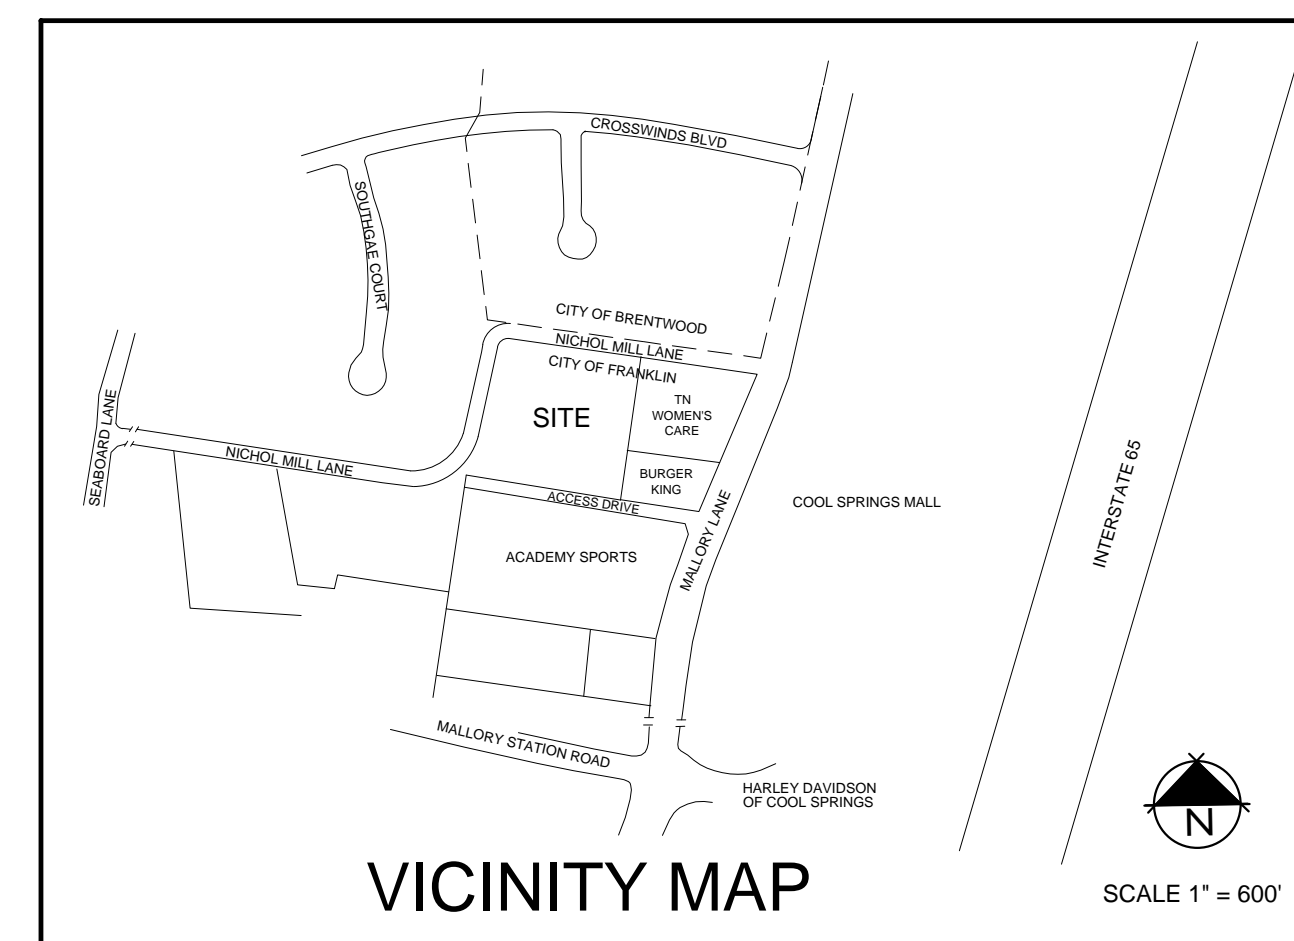 CROSSWINDS BLVD
SOUTHGAE COURT
CITY OF BRENTWOOD
NICHOL MILL LANE
CITY OF FRANKLIN
SITE
TN
WOMEN'S
CARE
SEABOARD LANE
NICHOL MILL LANE
BURGER
KING
ACCESS DRIVE
MALLORY LANE
COOL SPRINGS MALL
INTERSTATE 65
ACADEMY SPORTS
MALLORY STATION ROAD
HARLEY DAVIDSON
OF COOL SPRINGS
N
VICINITY MAP
SCALE 1" = 600'